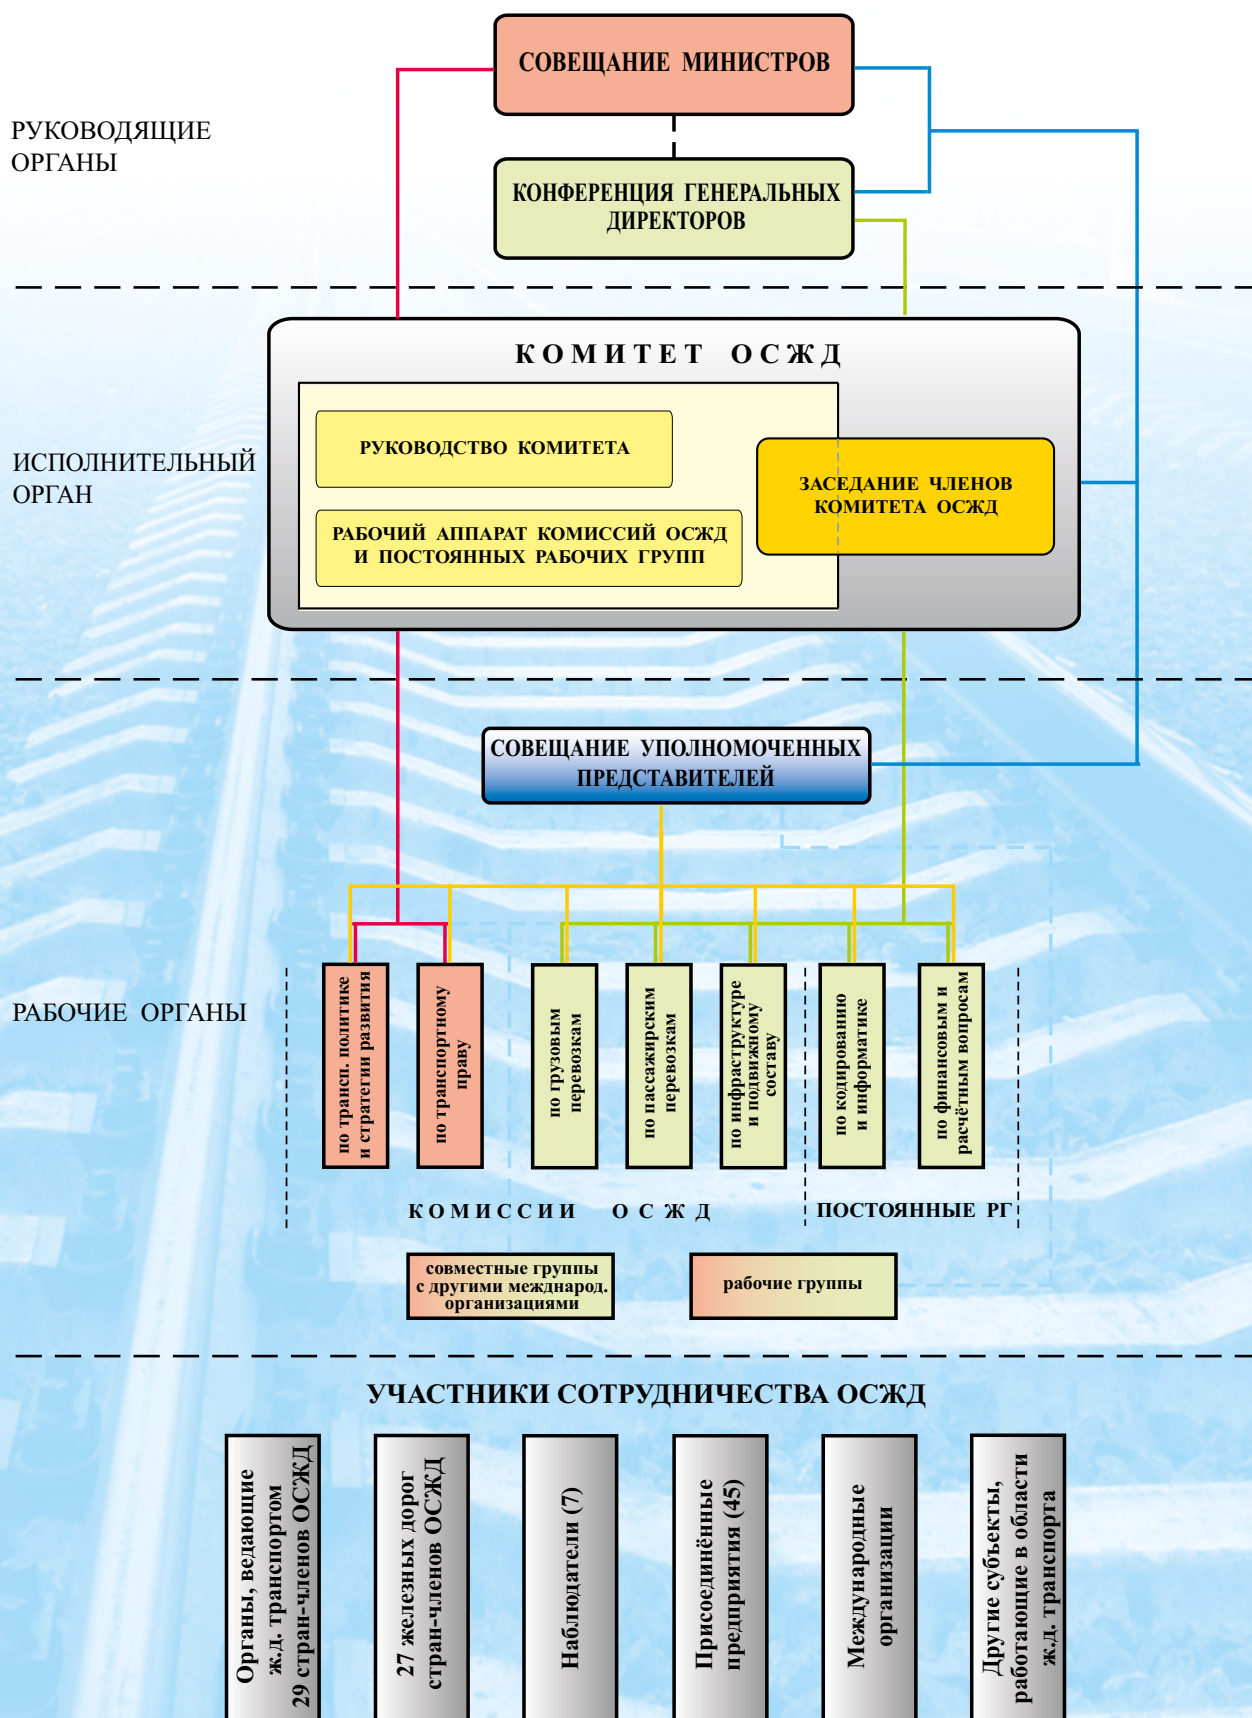 СОВЕЩАНИЕ МИНИСТРОВ
РУКОВОДЯЩИЕ
ОРГАНЫ
КОНФЕРЕНЦИЯ ГЕНЕРАЛЬНЫХ
ДИРЕКТОРОВ
КОМИТЕТ ОСЖД
РУКОВОДСТВО КОМИТЕТА
ИСПОЛНИТЕЛЬНЫЙ
ОРГАН
ЗАСЕДАНИЕ ЧЛЕНОВ
КОМИТЕТА ОСЖД
РАБОЧИЙ АППАРАТ КОМИССИЙ ОСЖД
И ПОСТОЯННЫХ РАБОЧИХ ГРУПП
СОВЕЩАНИЕ УПОЛНОМОЧЕННЫХ
ПРЕДСТАВИТЕЛЕЙ
РАБОЧИЕ ОРГАНЫ
по трансп. политике
и стратегии развития
по транспортному
праву
по грузовым
перевозкам
по пассажирским
перевозкам
по инфраструктуре
и подвижному
составу
по кодированию
и информатике
по финансовым и
расчётным вопросам
КОМИССИИ ОСЖД
ПОСТОЯННЫЕ РГ
совместные группы
с другими междунaрод.
организациями
рабочие группы
УЧАСТНИКИ СОТРУДНИЧЕСТВА ОСЖД
Органы, ведающие
ж.д. транспортом
29 стран-членов ОСЖД
27 железных дорог
стран-членов ОСЖД
Наблюдатели (7)
Присоединённые
предприятия (45)
Международные
организации
Другие субъекты,
работающие в области
ж.д. транспорта